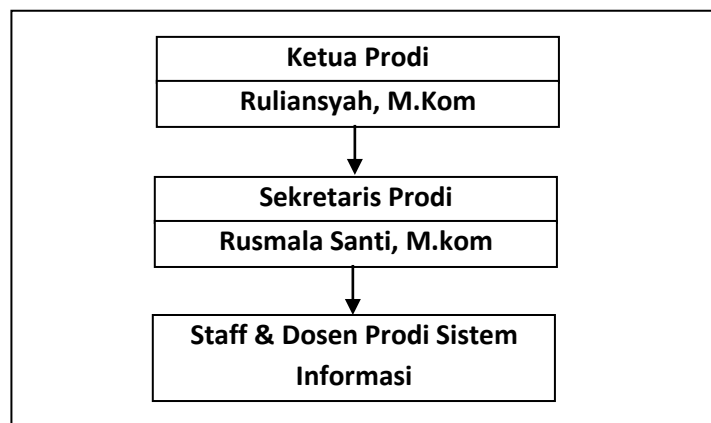 Ketua Prodi
Ruliansyah, M.Kom
Sekretaris Prodi
Rusmala Santi, M.kom
Staff & Dosen Prodi Sistem
Informasi